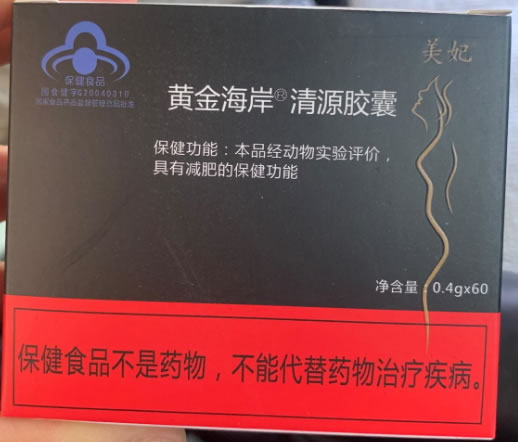 美妃
保健食品
国食健字G20040310
国家食品药品监督管理局批准
黄金海岸®清源胶囊
保健功能：本品经动物实验评价，
具有减肥的保健功能
净含量：0.4gx60
保健食品不是药物，不能代替药物治疗疾病。